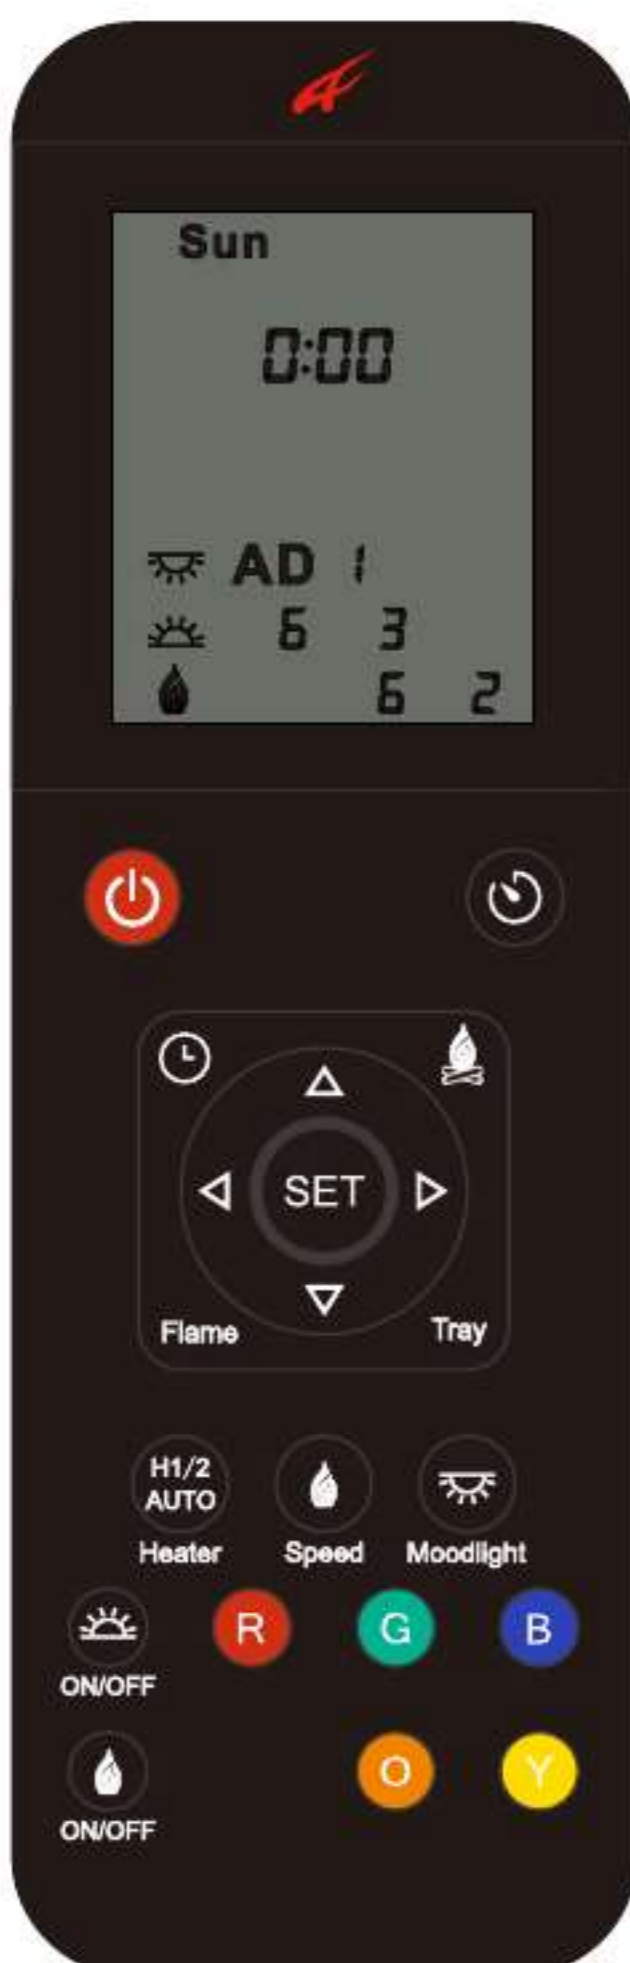 Sun
0:00
AD 1
6 3
6 2
SET
Flame Tray
H1/2
AUTO
Heater Speed Moodlight
R G B
ON/OFF
O Y
ON/OFF